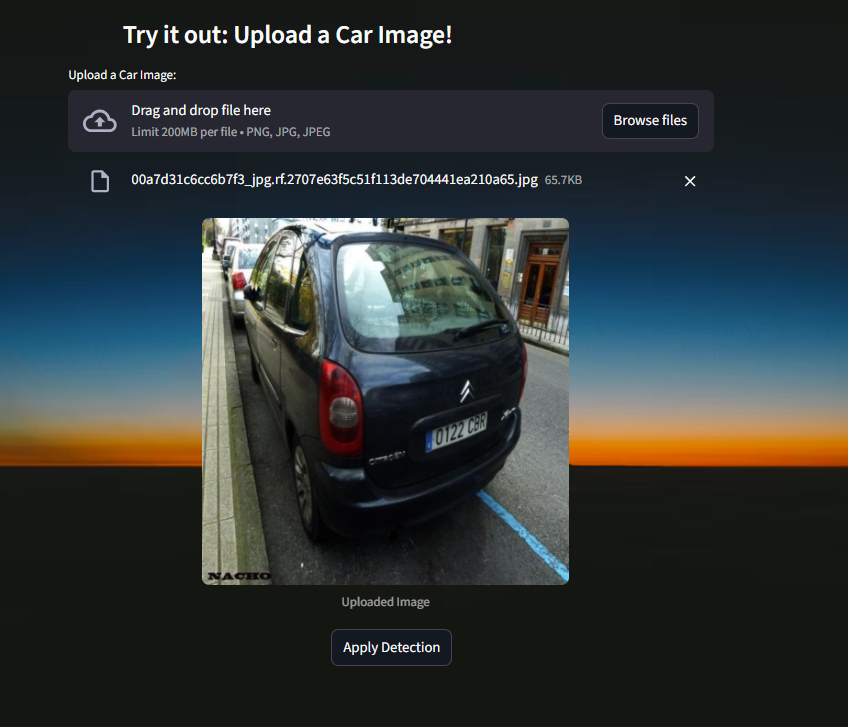 Try it out: Upload a Car Image!
Upload a Car Image:
Drag and drop file here
Limit 200MB per file • PNG, JPG, JPEG
Browse files
00a7d31c6cc6b7f3_jpg.rf.2707e63f5c51f113de704441ea210a65.jpg 65.7KB
0122 CBR
CITROËN
NACHO
Uploaded Image
Apply Detection